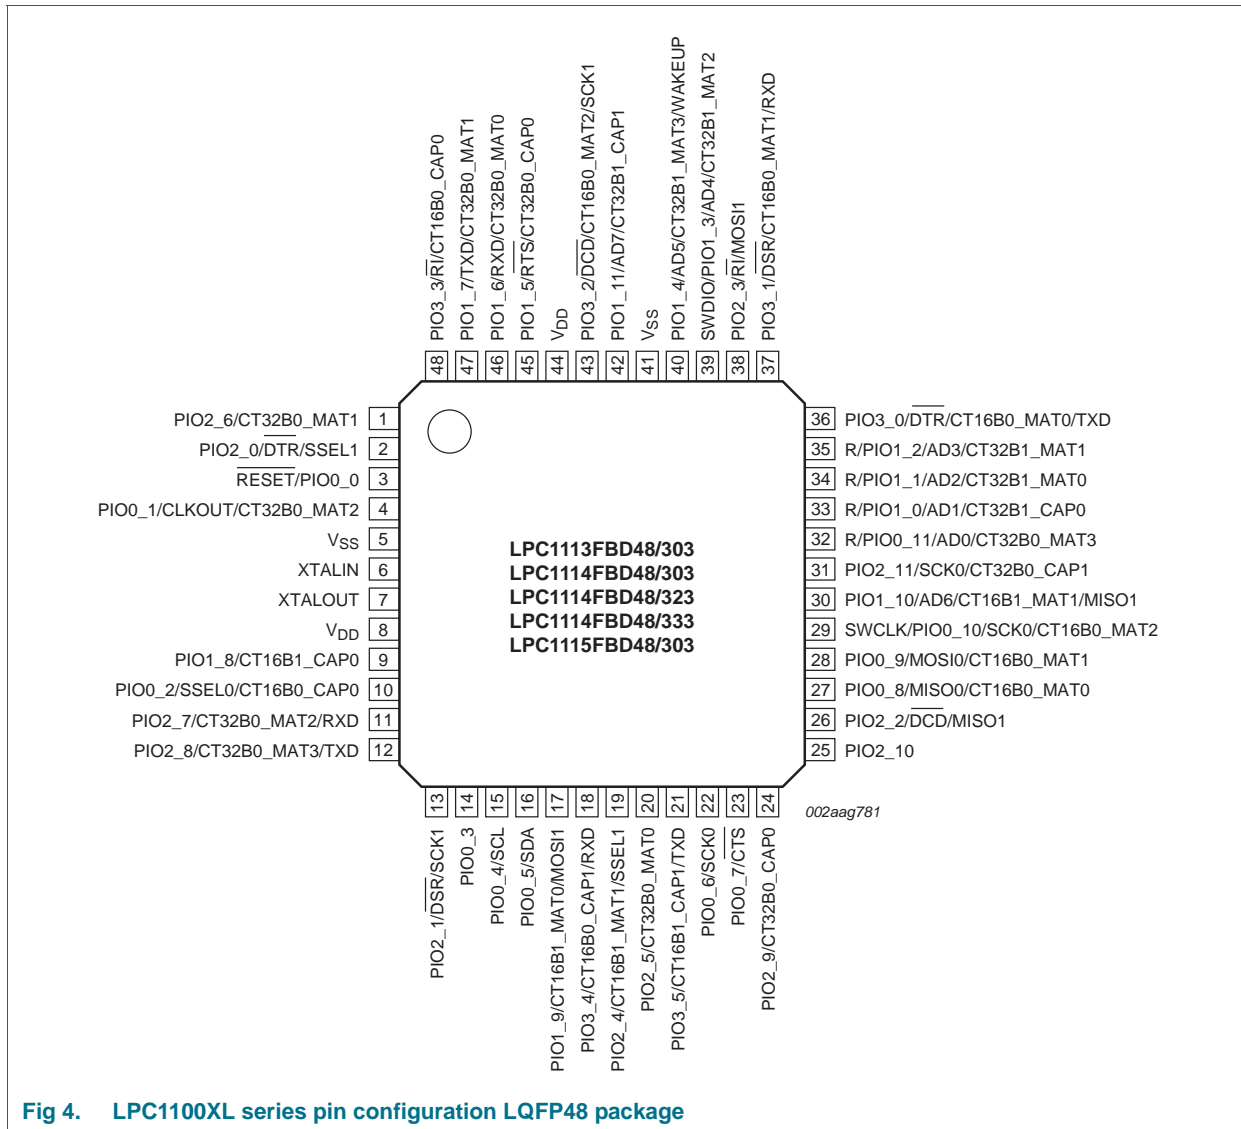 PIO3_3/RI/CT16B0_CAP0
PIO1_7/TXD/CT32B0_MAT1
PIO1_6/RXD/CT32B0_MAT0
PIO1_5/RTS/CT32B0_CAP0
VDD
PIO3_2/DCD/CT16B0_MAT2/SCK1
PIO1_11/AD7/CT32B1_CAP1
VSS
PIO1_4/AD5/CT32B1_MAT3/WAKEUP
SWDIO/PIO1_3/AD4/CT32B1_MAT2
PIO2_3/RI/MOSI1
PIO3_1/DSR/CT16B0_MAT1/RXD
48 47 46 45 44 43 42 41 40 39 38 37
PIO2_6/CT32B0_MAT1 1
PIO2_0/DTR/SSEL1 2
RESET/PIO0_0 3
PIO0_1/CLKOUT/CT32B0_MAT2 4
VSS 5
XTALIN 6
XTALOUT 7
VDD 8
PIO1_8/CT16B1_CAP0 9
PIO0_2/SSEL0/CT16B0_CAP0 10
PIO2_7/CT32B0_MAT2/RXD 11
PIO2_8/CT32B0_MAT3/TXD 12
LPC1113FBD48/303
LPC1114FBD48/303
LPC1114FBD48/323
LPC1114FBD48/333
LPC1115FBD48/303
36 PIO3_0/DTR/CT16B0_MAT0/TXD
35 R/PIO1_2/AD3/CT32B1_MAT1
34 R/PIO1_1/AD2/CT32B1_MAT0
33 R/PIO1_0/AD1/CT32B1_CAP0
32 R/PIO0_11/AD0/CT32B0_MAT3
31 PIO2_11/SCK0/CT32B0_CAP1
30 PIO1_10/AD6/CT16B1_MAT1/MISO1
29 SWCLK/PIO0_10/SCK0/CT16B0_MAT2
28 PIO0_9/MOSI0/CT16B0_MAT1
27 PIO0_8/MISO0/CT16B0_MAT0
26 PIO2_2/DCD/MISO1
25 PIO2_10
13 14 15 16 17 18 19 20 21 22 23 24
002aag781
PIO2_1/DSR/SCK1
PIO0_3
PIO0_4/SCL
PIO0_5/SDA
PIO1_9/CT16B1_MAT0/MOSI1
PIO3_4/CT16B0_CAP1/RXD
PIO2_4/CT16B1_MAT1/SSEL1
PIO2_5/CT32B0_MAT0
PIO3_5/CT16B1_CAP1/TXD
PIO0_6/SCK0
PIO0_7/CTS
PIO2_9/CT32B0_CAP0
Fig 4. LPC1100XL series pin configuration LQFP48 package